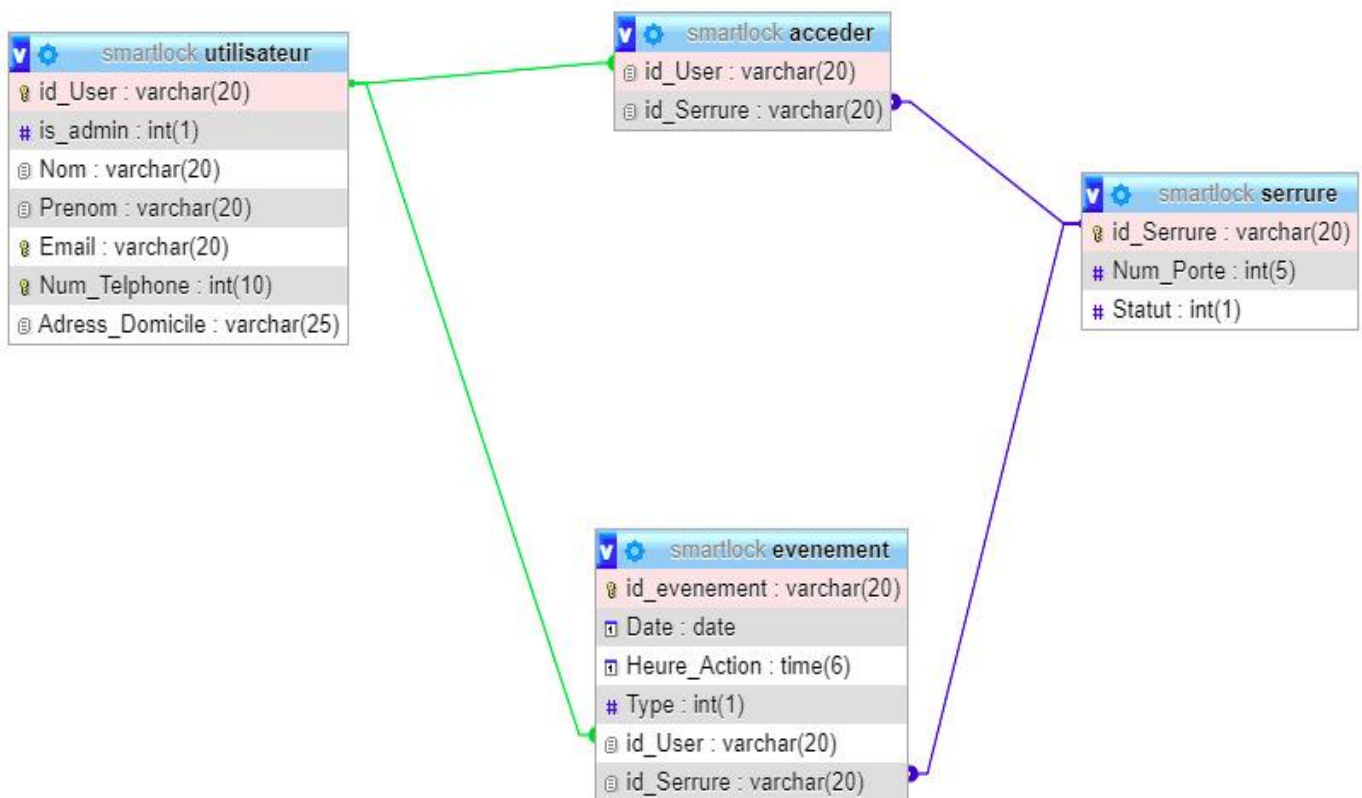 smartlock utilisateur
id_User : varchar(20)
is_admin : int(1)
Nom : varchar(20)
Prenom : varchar(20)
Email : varchar(20)
Num_Telphone : int(10)
Adress_Domicile : varchar(25)
smartlock acceder
id_User : varchar(20)
id_Serrure : varchar(20)
smartlock serrure
id_Serrure : varchar(20)
Num_Porte : int(5)
Statut : int(1)
smartlock evenement
id_evenement : varchar(20)
Date : date
Heure_Action : time(6)
Type : int(1)
id_User : varchar(20)
id_Serrure : varchar(20)